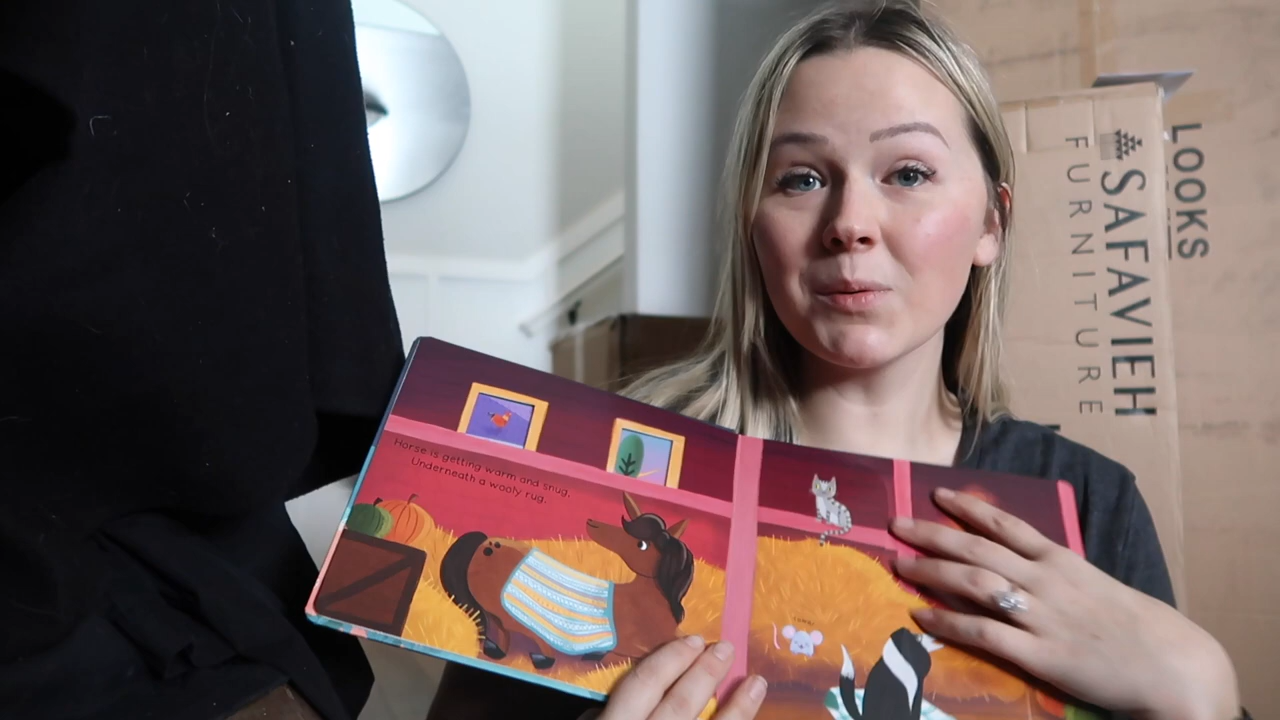 Horse is getting warm and snug,
Underneath a wooly rug.
LOOKS
SAFAVIEH
FURNITURE